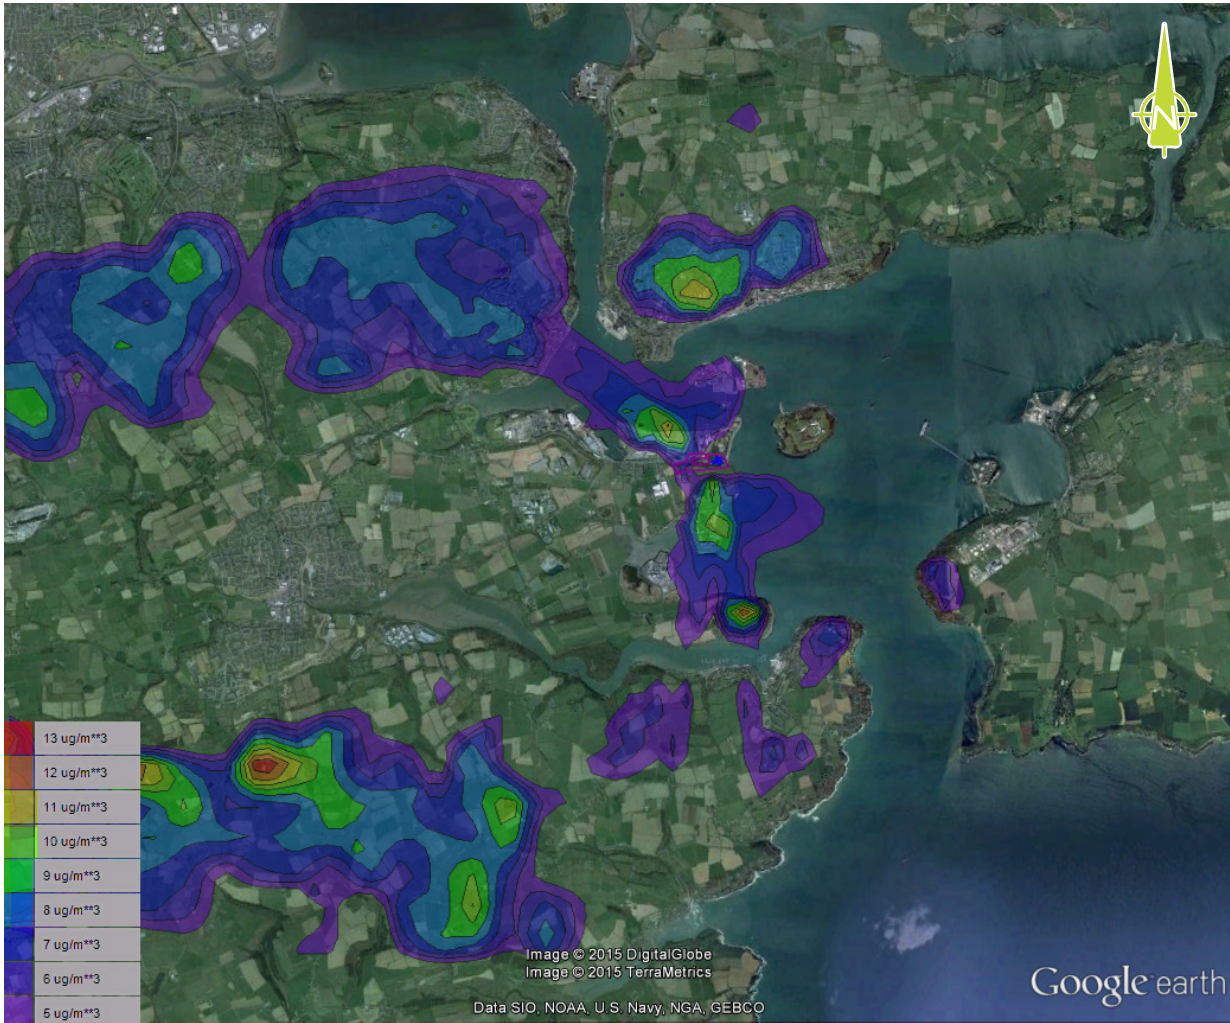 N
13 ug/m**3
12 ug/m**3
11 ug/m**3
10 ug/m**3
9 ug/m**3
8 ug/m**3
7 ug/m**3
6 ug/m**3
5 ug/m**3
Image © 2015 DigitalGlobe
Image © 2015 TerraMetrics
Data SIO, NOAA, U.S. Navy, NGA, GEBCO
Google earth